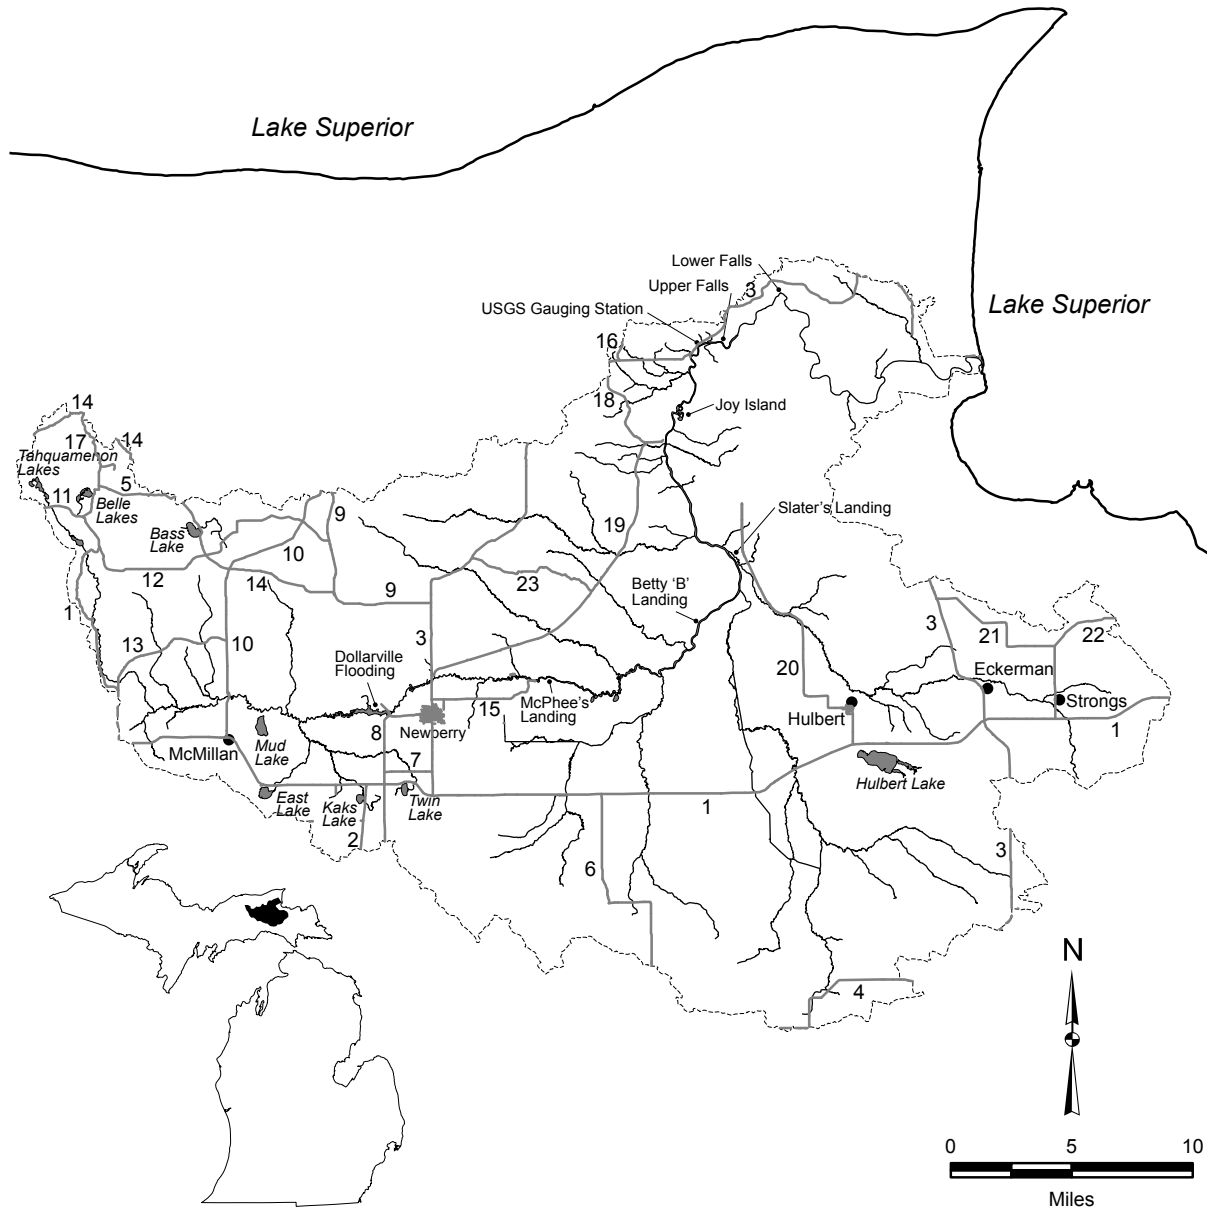 Lake Superior
Lower Falls
Upper Falls
3
USGS Gauging Station
Lake Superior
16
18
Joy Island
14
17
14
Tahquamenon
Lakes
5
11
Belle
Lakes
Bass
Lake
9
10
19
Slater's Landing
12
14
9
23
Betty 'B'
Landing
1
13
10
3
3
21
22
Dollarville
Flooding
20
Eckerman
15
McPhee's
Landing
Hulbert
Strongs
8
Newberry
1
McMillan
Mud
Lake
7
Hulbert Lake
East
Lake
Kaks
Lake
Twin
Lake
1
2
6
3
4
N
0 5 10
Miles